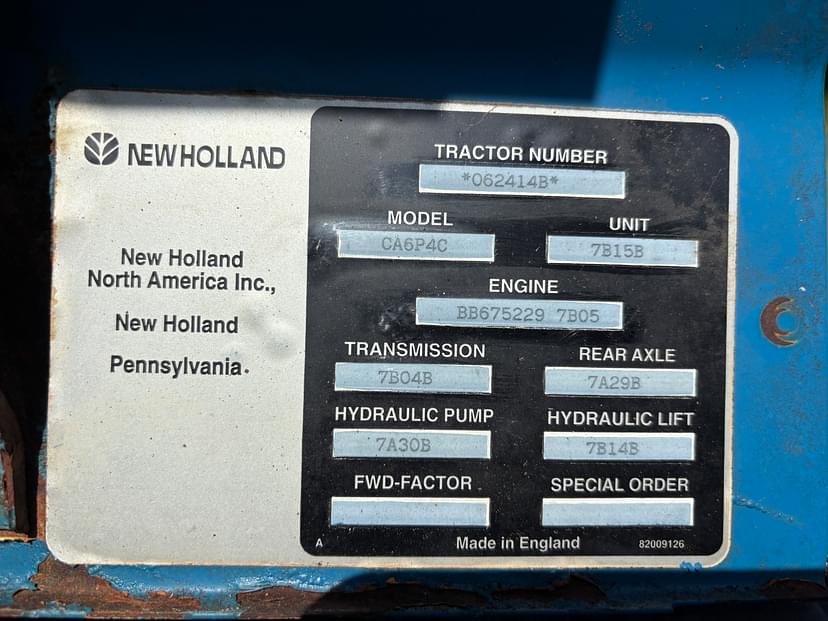 NEW HOLLAND
New Holland
North America Inc.,
New Holland
Pennsylvania.
TRACTOR NUMBER
*062414B*
MODEL
CA6P4C
UNIT
7B15B
ENGINE
BB675229 7B05
TRANSMISSION
7B04B
REAR AXLE
7A29B
HYDRAULIC PUMP
7A30B
HYDRAULIC LIFT
7B14B
FWD-FACTOR
SPECIAL ORDER
A
Made in England
82009126